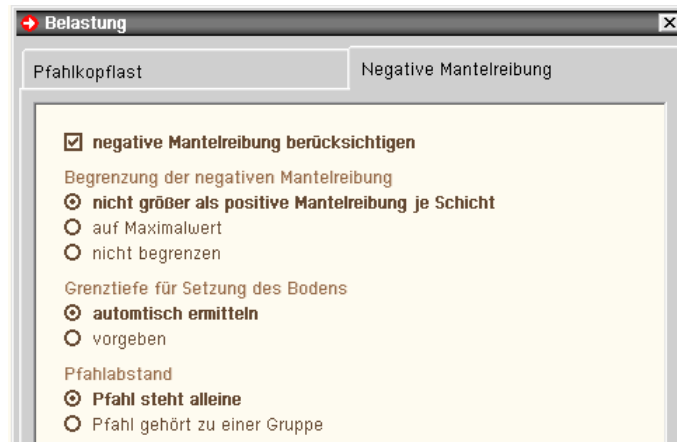 Belastung
Pfahlkopflast
Negative Mantelreibung
negative Mantelreibung berücksichtigen
Begrenzung der negativen Mantelreibung
nicht größer als positive Mantelreibung je Schicht
auf Maximalwert
nicht begrenzen
Grenztiefe für Setzung des Bodens
automtisch ermitteln
vorgeben
Pfahlabstand
Pfahl steht alleine
Pfahl gehört zu einer Gruppe